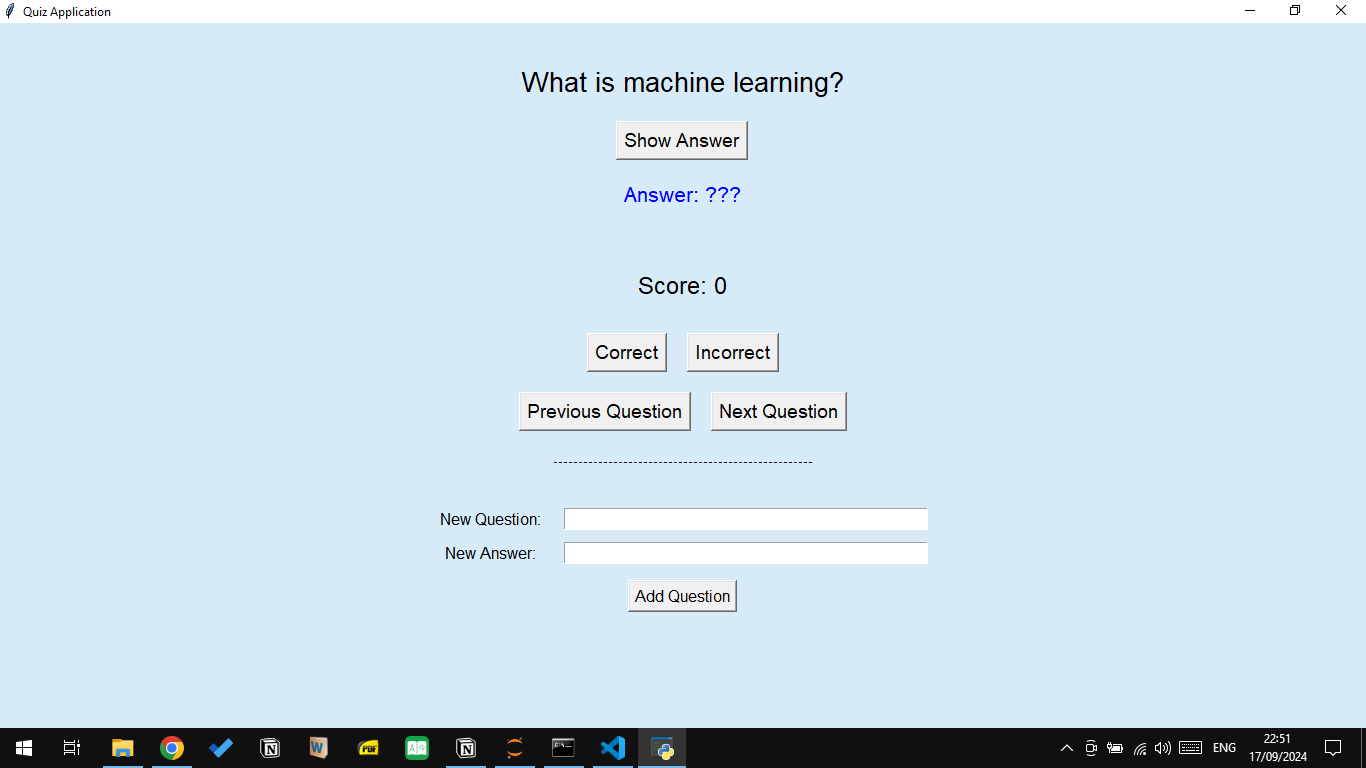 Quiz Application
What is machine learning?
Show Answer
Answer: ???
Score: 0
Correct Incorrect
Previous Question Next Question
----------------------------------------------------
New Question:
New Answer:
Add Question
ENG 22:51
17/09/2024